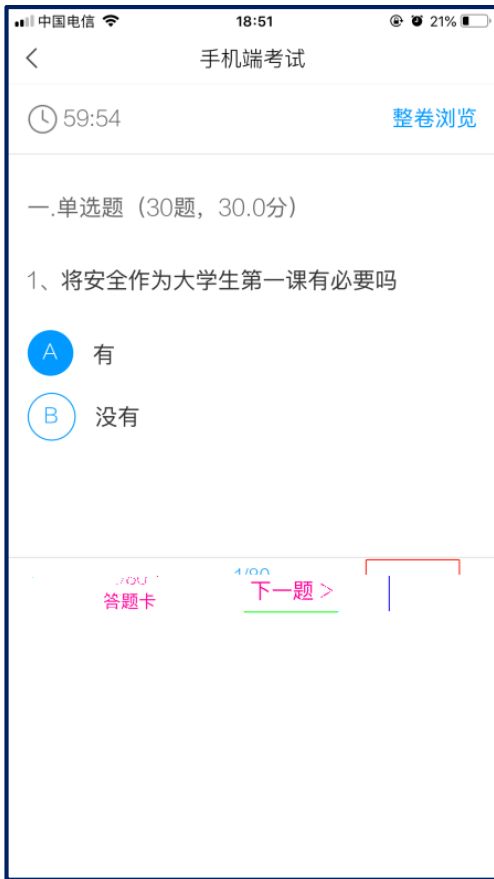 中国电信 18:51 21%
手机端考试
59:54 整卷浏览
一.单选题（30题，30.0分）
1、将安全作为大学生第一课有必要吗
A 有
B 没有
答题卡 下一题 >